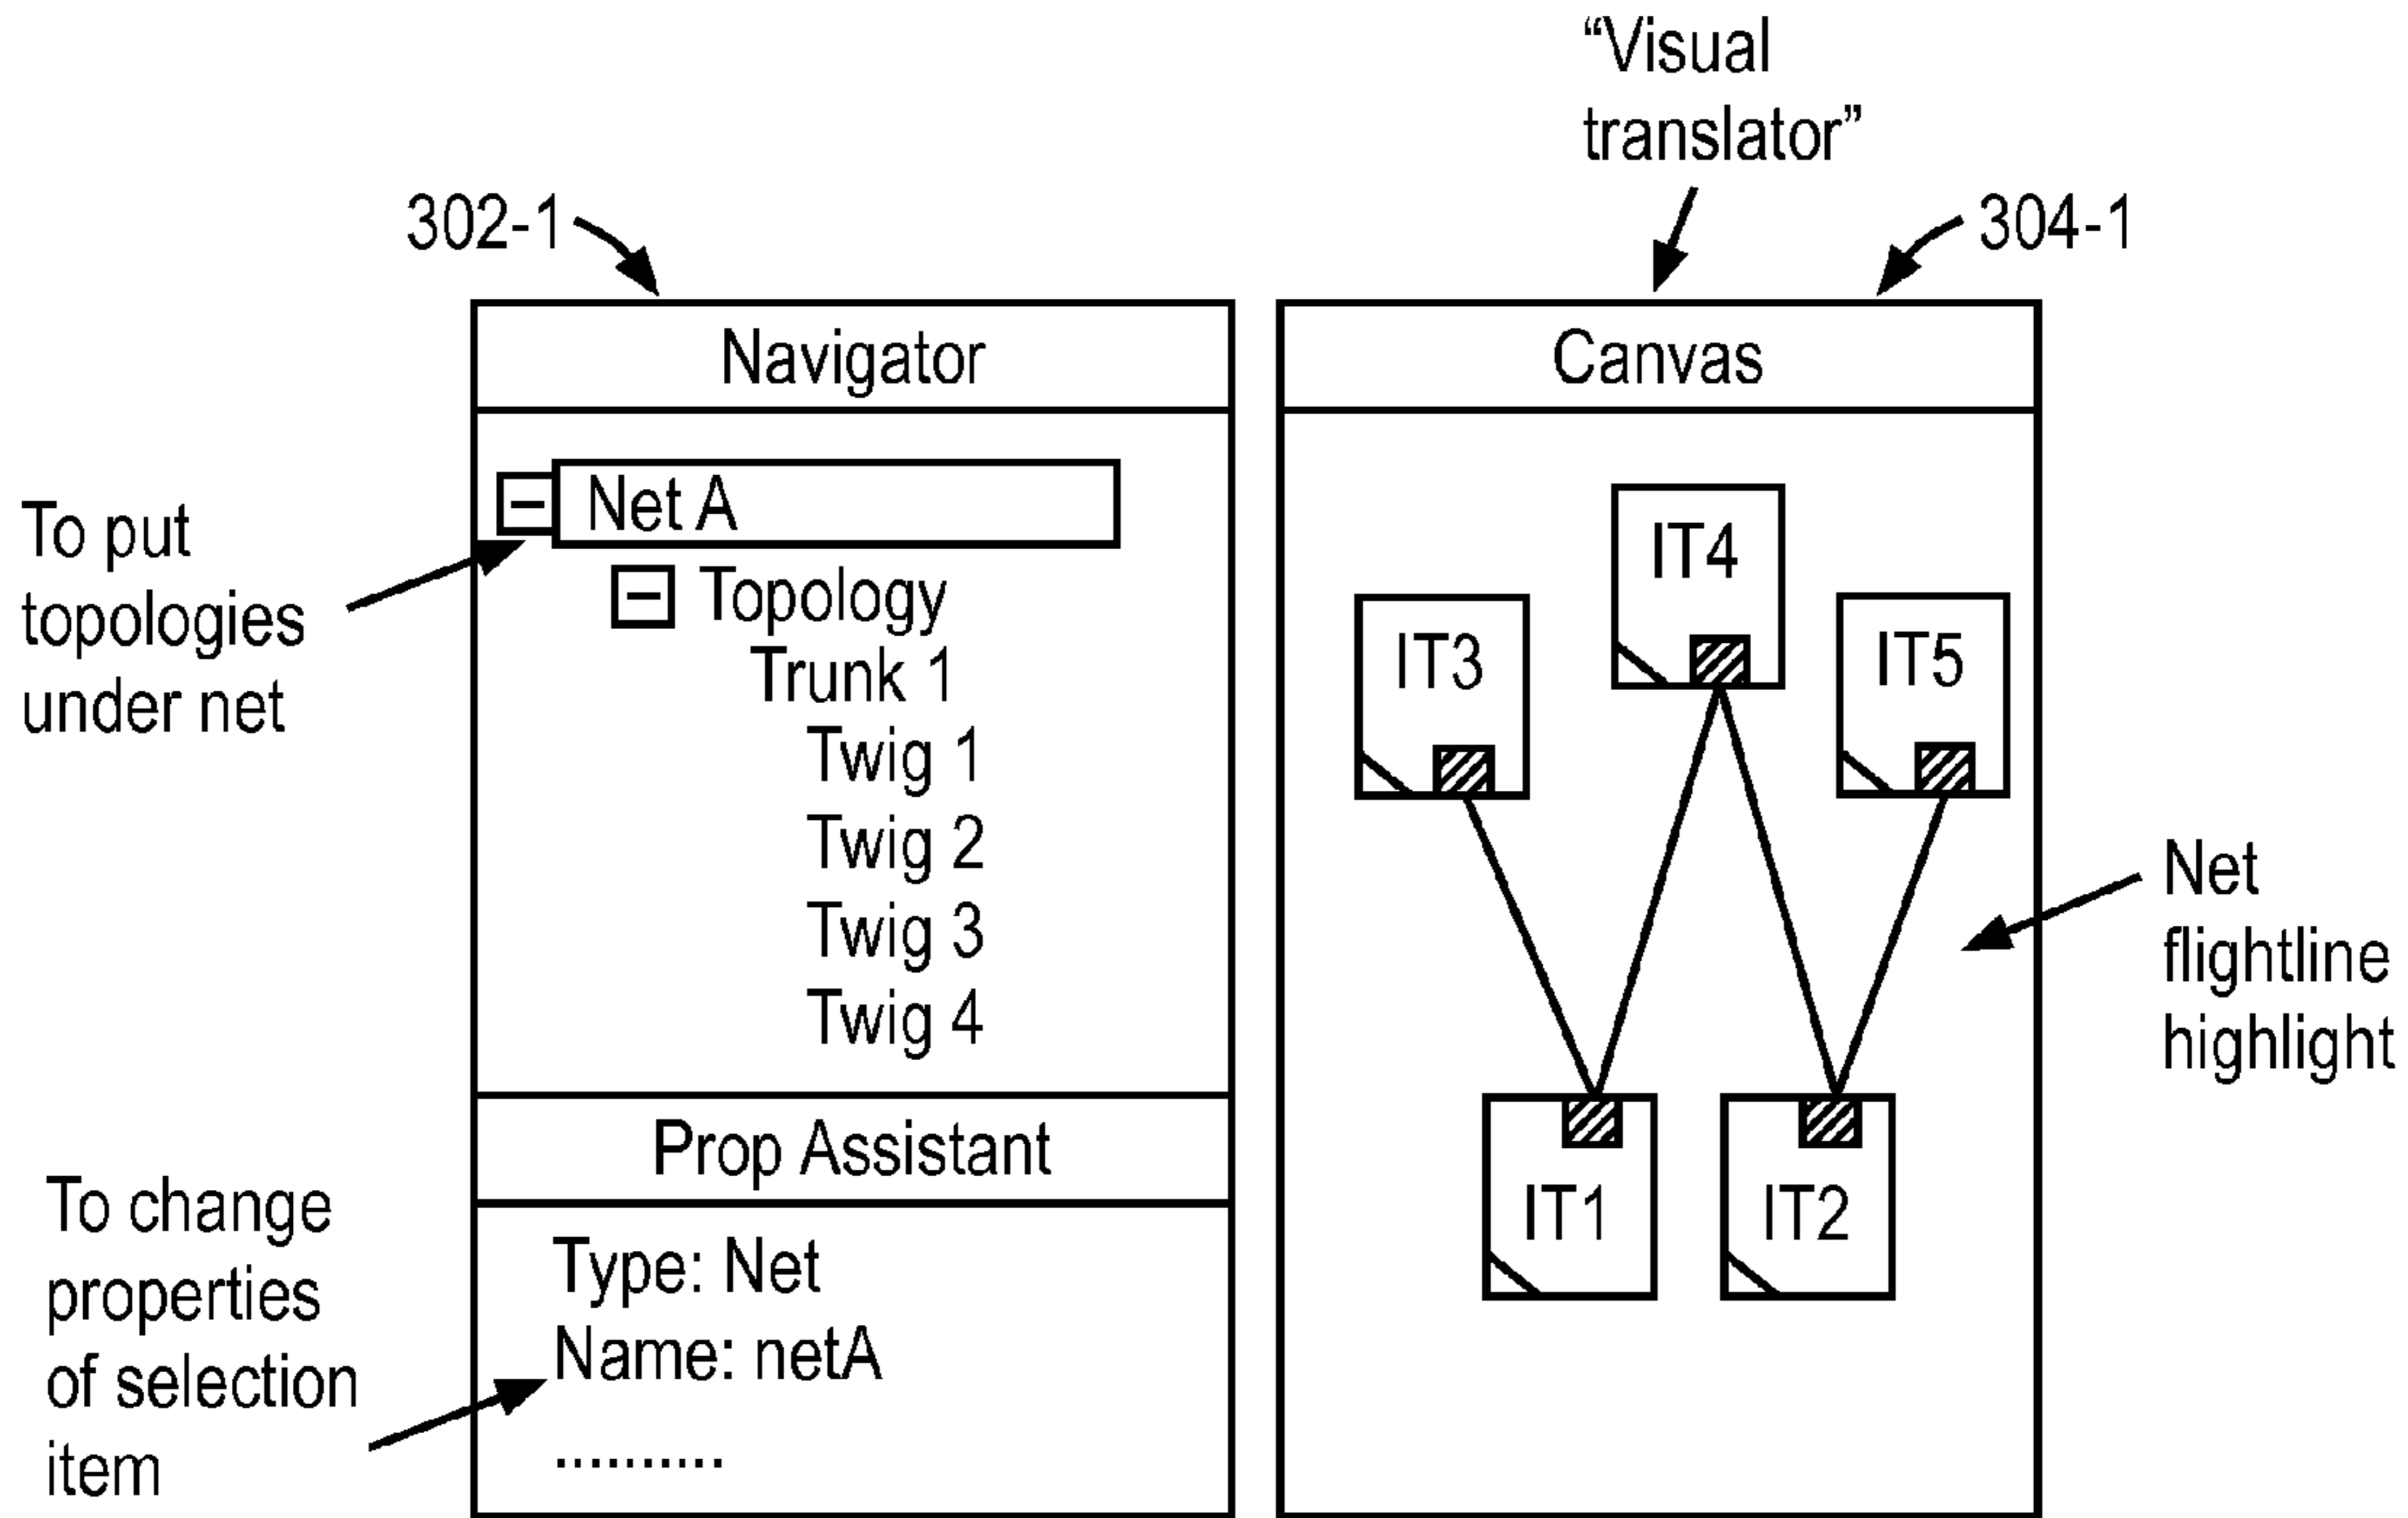 “Visual
translator”
302-1
304-1
Navigator
Canvas
To put
topologies
under net
Net A
Topology
Trunk 1
Twig 1
Twig 2
Twig 3
Twig 4
IT4
IT3
IT5
Net
flightline
highlight
Prop Assistant
To change
properties
of selection
item
Type: Net
Name: netA
..........
IT1
IT2